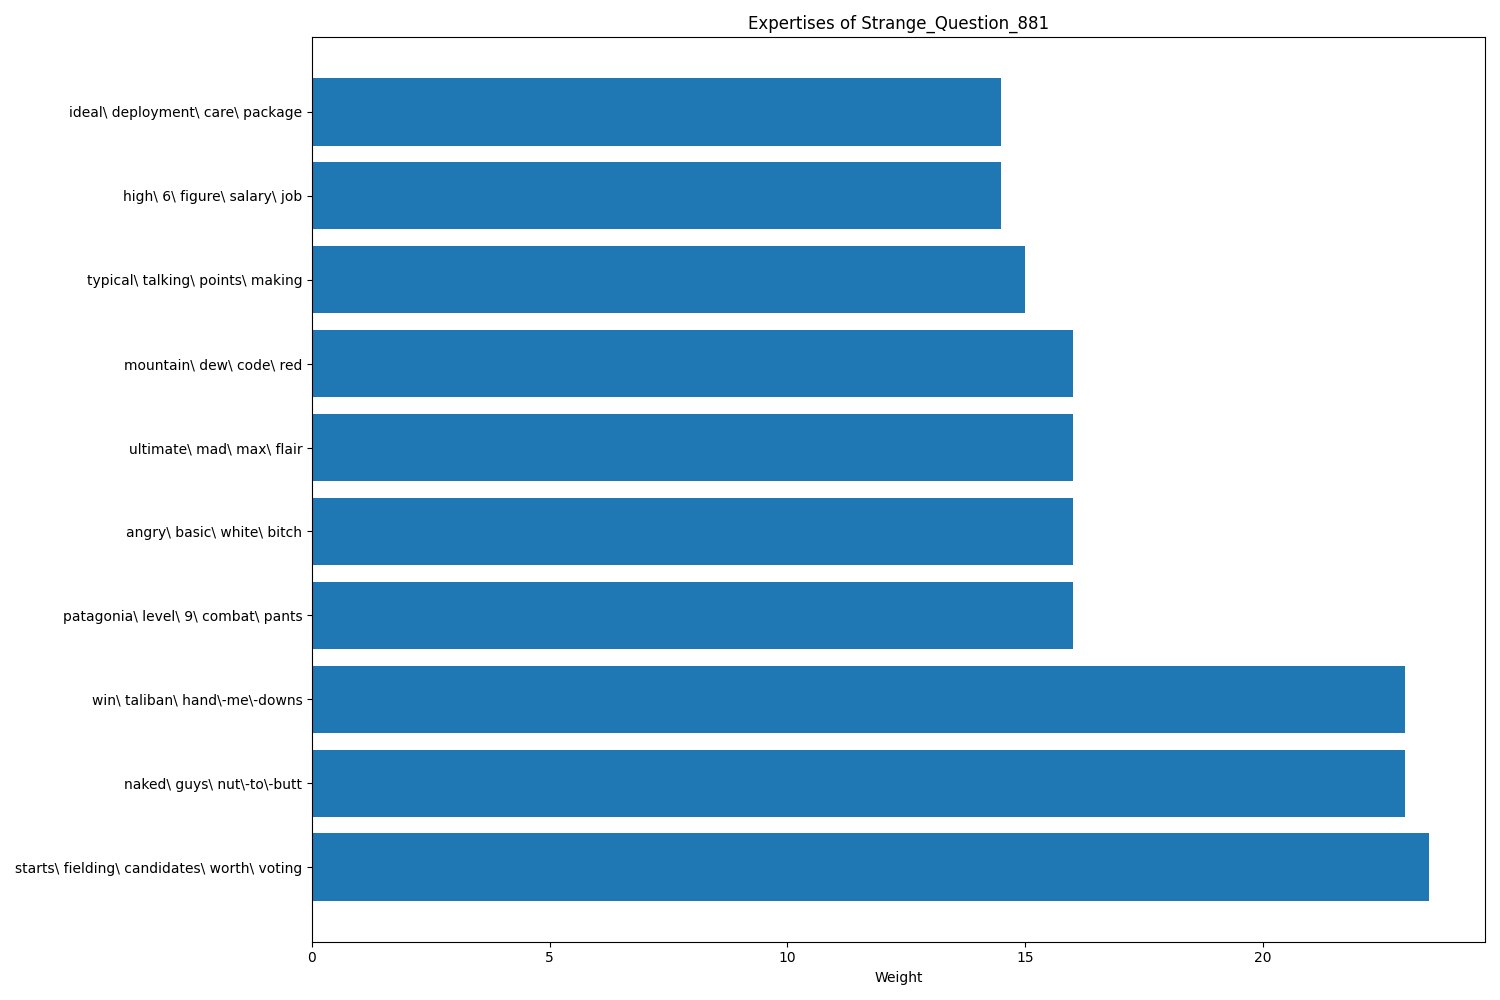 Expertises of Strange_Question_881
ideal\ deployment\ care\ package
high\ 6\ figure\ salary\ job
typical\ talking\ points\ making
mountain\ dew\ code\ red
ultimate\ mad\ max\ flair
angry\ basic\ white\ bitch
patagonia\ level\ 9\ combat\ pants
win\ taliban\ hand\-me\-downs
naked\ guys\ nut\-to\-butt
starts\ fielding\ candidates\ worth\ voting
0 5 10 15 20
Weight